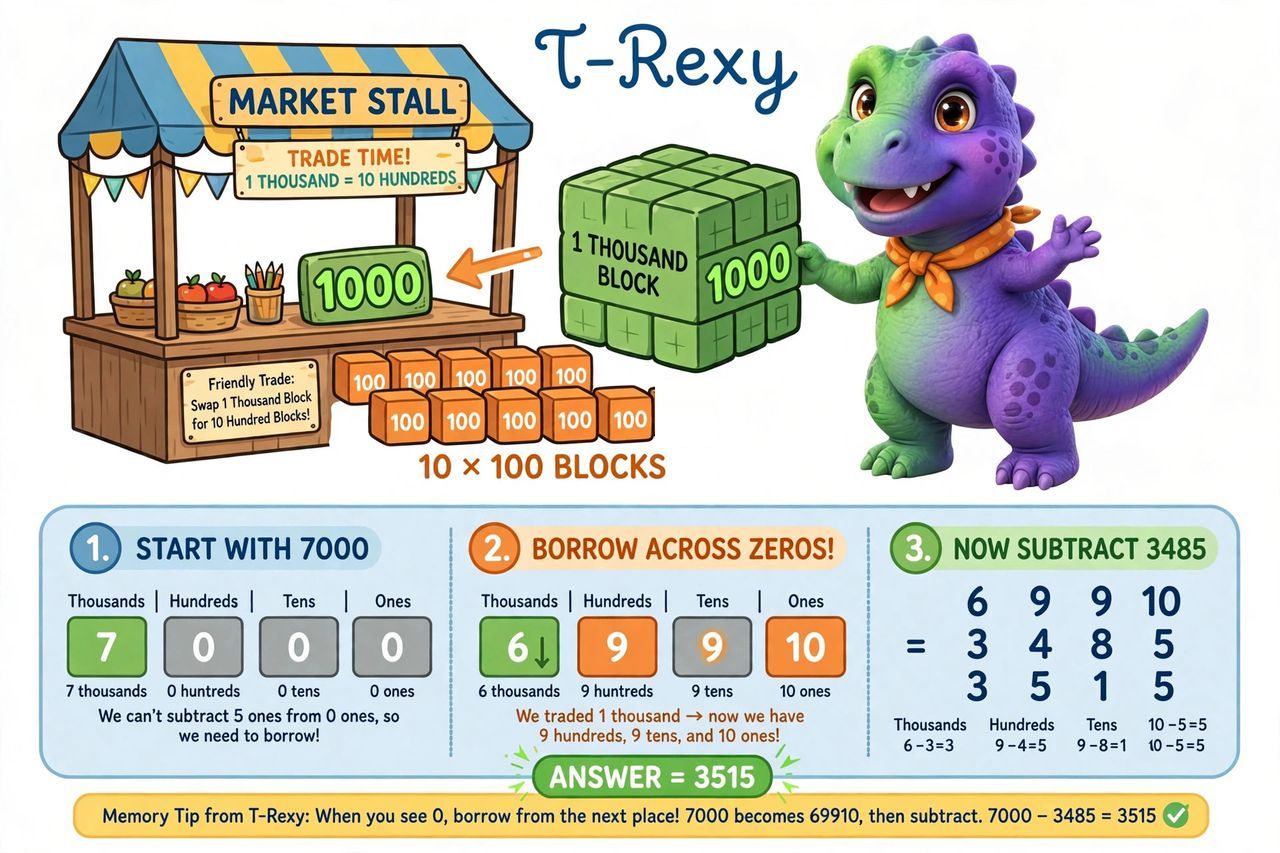 T-Rexy
MARKET STALL
TRADE TIME!
1 THOUSAND = 10 HUNDREDS
1000
1 THOUSAND
BLOCK
1000
Friendly Trade:
Swap 1 Thousand Block
for 10 Hundred Blocks!
100 100 100 100 100
100 100 100 100 100
10 × 100 BLOCKS
1. START WITH 7000
Thousands | Hundreds | Tens | Ones
7 0 0 0
7 thousands 0 huntreds 0 tens 0 ones
We can't subtract 5 ones from 0 ones, so
we need to borrow!
2. BORROW ACROSS ZEROS!
Thousands | Hundreds | Tens | Ones
6↓ 9 9 10
6 thousands 9 huntreds 9 tens 10 ones
We traded 1 thousand → now we have
9 hundreds, 9 tens, and 10 ones!
3. NOW SUBTRACT 3485
6 9 9 10
= 3 4 8 5
3 5 1 5
Thousands Hundreds Tens 10 – 5 = 5
6 – 3 = 3 9 – 4 = 5 9 – 8 = 1 10 – 5 = 5
ANSWER = 3515
Memory Tip from T-Rexy: When you see 0, borrow from the next place! 7000 becomes 69910, then subtract. 7000 – 3485 = 3515